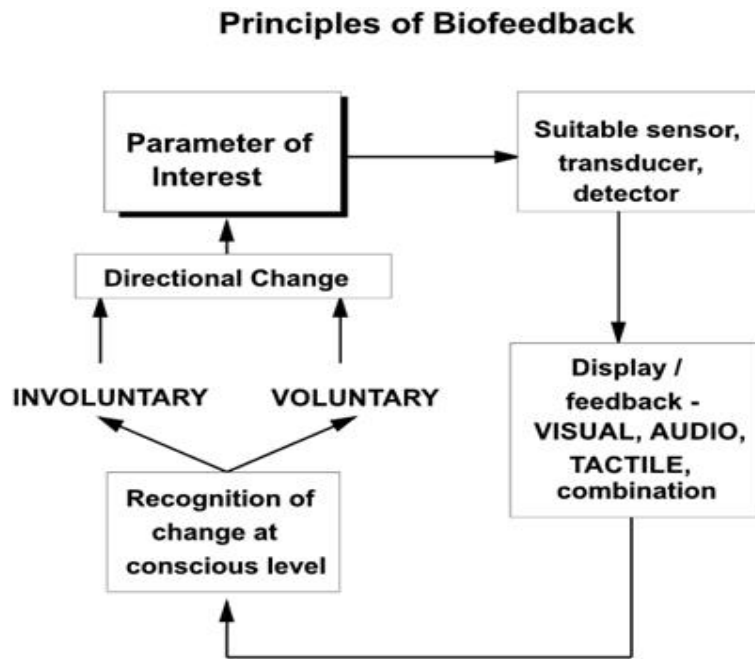 Principles of Biofeedback
Parameter of
Interest
Suitable sensor,
transducer,
detector
Display /
feedback -
VISUAL, AUDIO,
TACTILE,
combination
Recognition of
change at
conscious level
INVOLUNTARY
VOLUNTARY
Directional Change